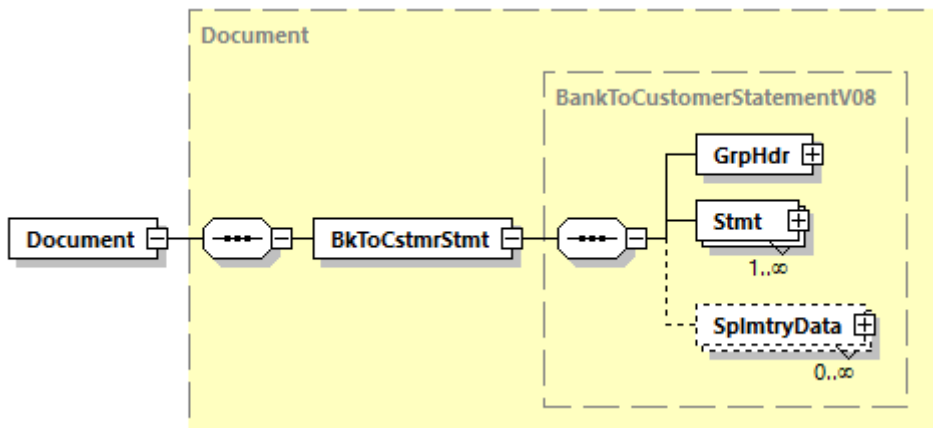 Document
BankToCustomerStatementV08
GrpHdr
Document
BkToCstmrStmt
Stmt
1..∞
SplmtryData
0..∞